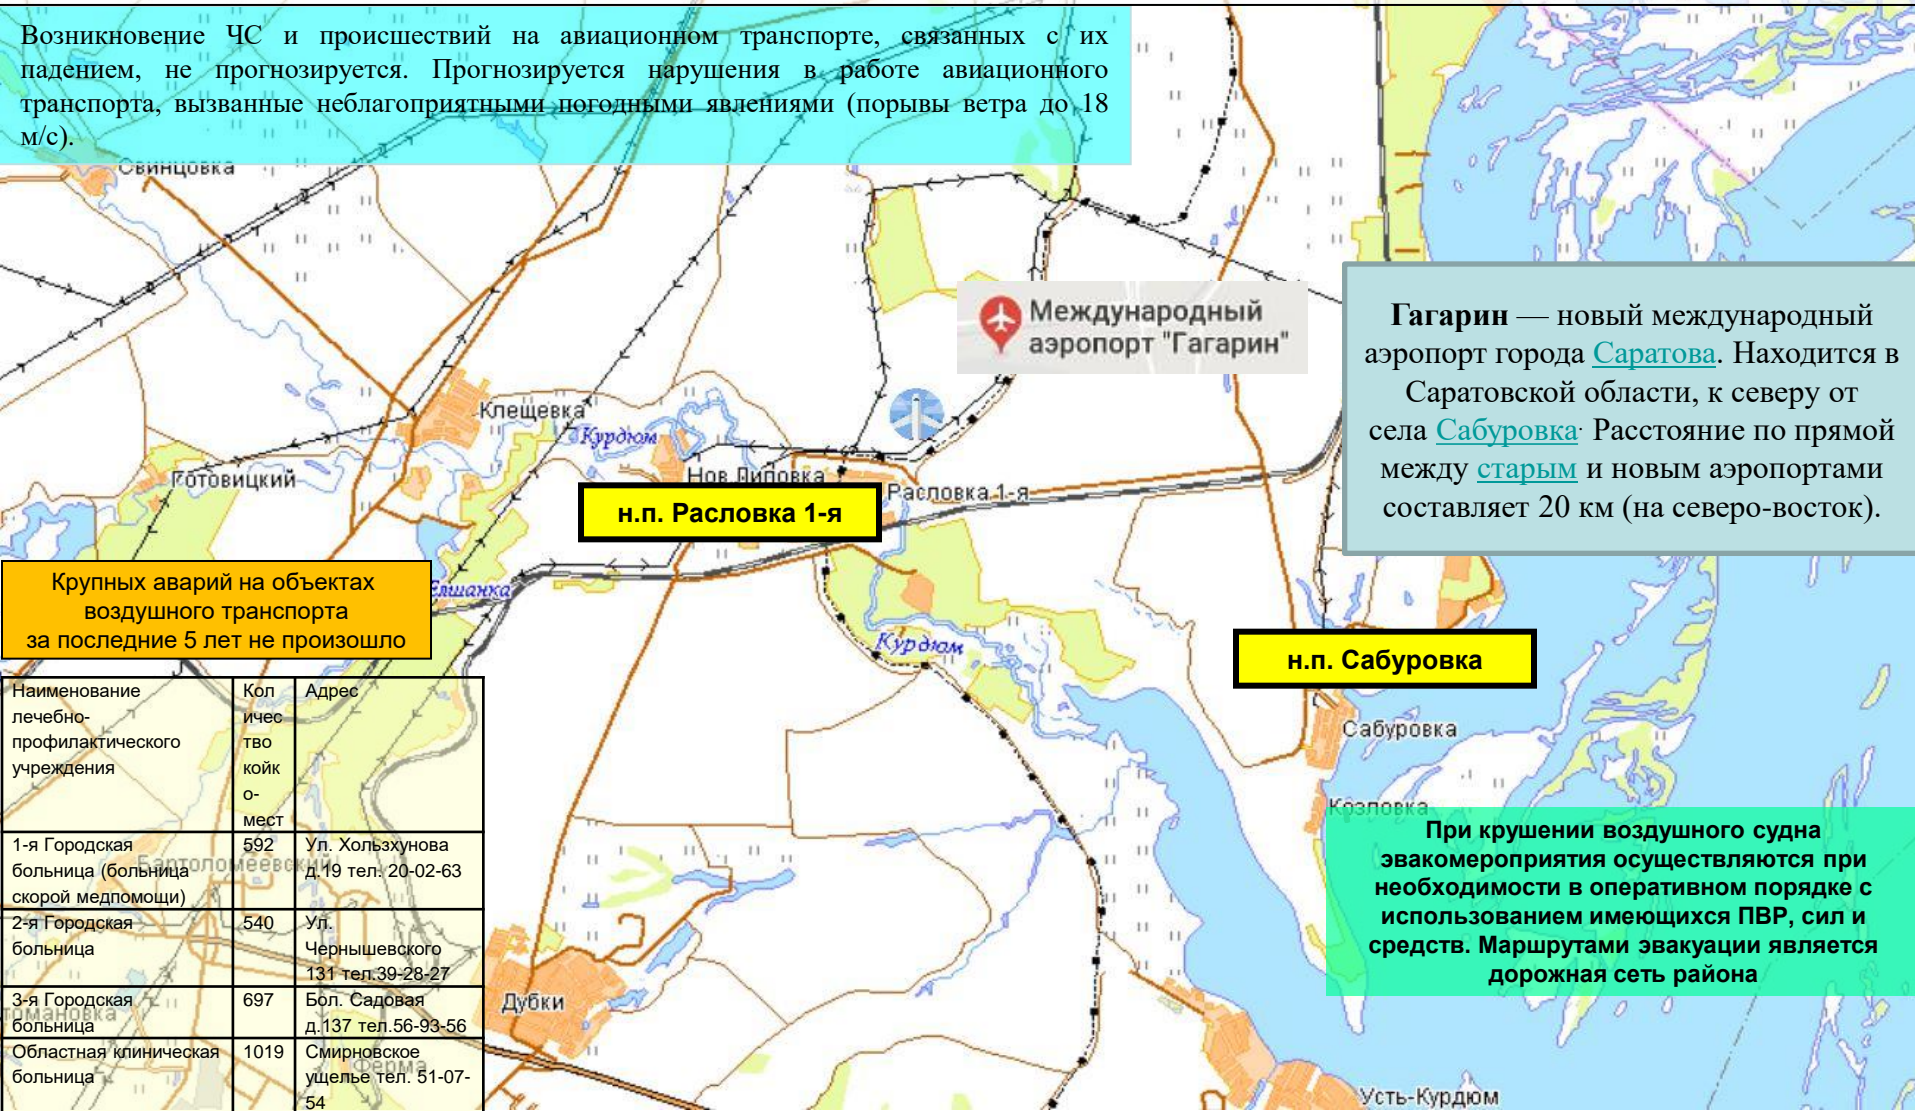 Возникновение ЧС и происшествий на авиационном транспорте, связанных с их
падением, не прогнозируется. Прогнозируется нарушения в работе авиационного
транспорта, вызванные неблагоприятными погодными явлениями (порывы ветра до 18
м/с).
Свинцовка
Международный
аэропорт "Гагарин"
Гагарин — новый международный
аэропорт города Саратова. Находится в
Саратовской области, к северу от
села Сабуровка. Расстояние по прямой
между старым и новым аэропортами
составляет 20 км (на северо-восток).
Клещевка
Курдюм
Готовицкий
Нов.Липовка
Расловка 1-я
н.п. Расловка 1-я
Крупных аварий на объектах
воздушного транспорта
за последние 5 лет не произошло
Елшанка
Курдюм
н.п. Сабуровка
Сабуровка
Козловка
Наименование
лечебно-
профилактического
учреждения
Кол
ичес
тво
койк
о-
мест
Адрес
1-я Городская
больница (больница
скорой медпомощи)
592
Ул. Хользхунова
д.19 тел. 20-02-63
Бартоломеевский
2-я Городская
больница
540
Ул.
Чернышевского
131 тел.39-28-27
3-я Городская
больница
697
Бол. Садовая
д.137 тел.56-93-56
Областная клиническая
больница
1019
Смирновское
ущелье тел. 51-07-
54
Ферма
Дубки
При крушении воздушного судна
эвакомероприятия осуществляются при
необходимости в оперативном порядке с
использованием имеющихся ПВР, сил и
средств. Маршрутами эвакуации является
дорожная сеть района
Усть-Курдюм